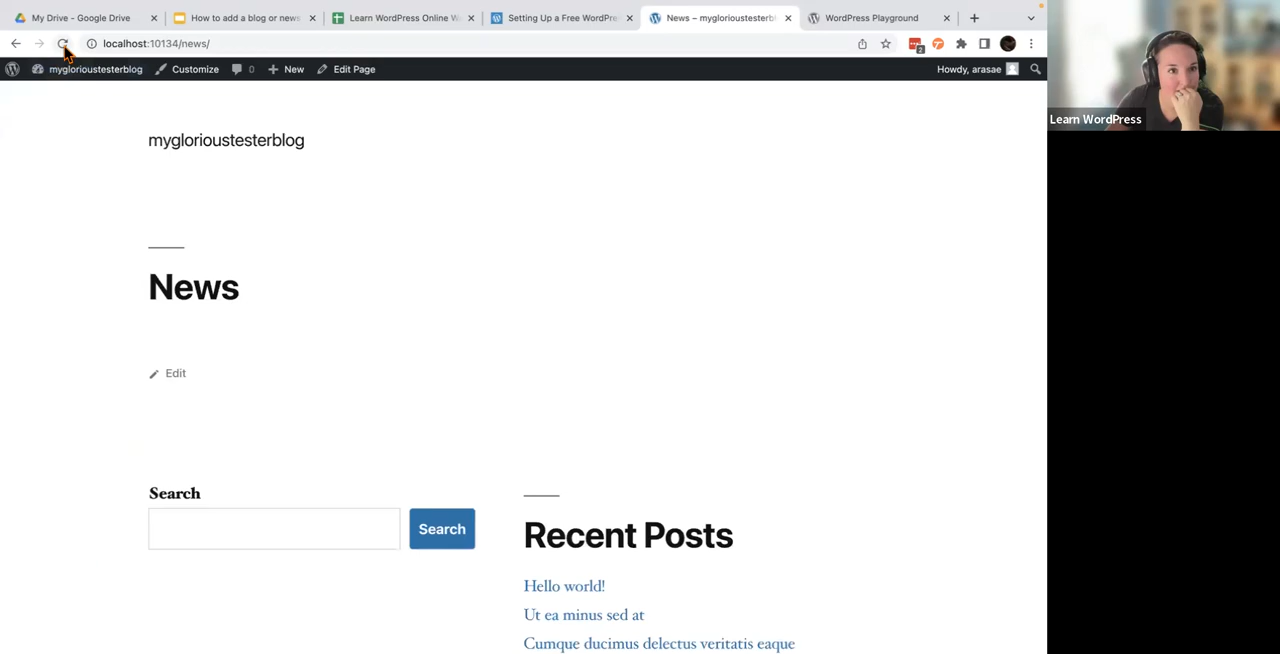 My Drive - Google Drive
How to add a blog or news
Learn WordPress Online W
Setting Up a Free WordPre
News – myglorioustesterbl
WordPress Playground
localhost:10134/news/
2
myglorioustesterblog
Customize
0
New
Edit Page
Howdy, arasae
Learn WordPress
myglorioustesterblog
News
Edit
Search
Search
Recent Posts
Hello world!
Ut ea minus sed at
Cumque ducimus delectus veritatis eaque